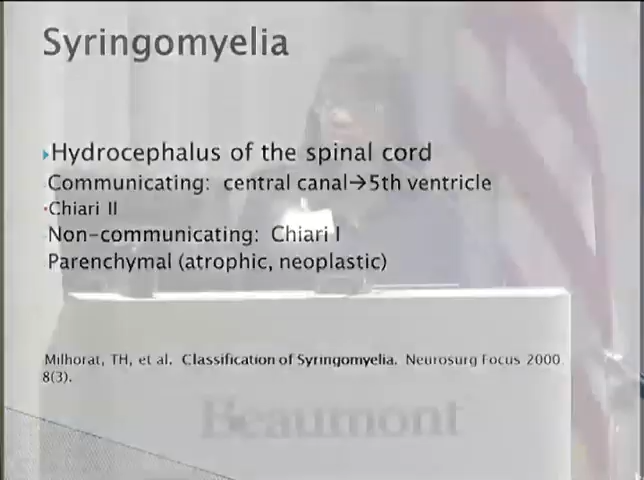 Syringomyelia
Hydrocephalus of the spinal cord
Communicating: central canal→5th ventricle
Chiari II
Non-communicating: Chiari I
Parenchymal (atrophic, neoplastic)
Milhorat, TH, et al. Classification of Syringomyelia. Neurosurg Focus 2000
8(3).
Beaumont